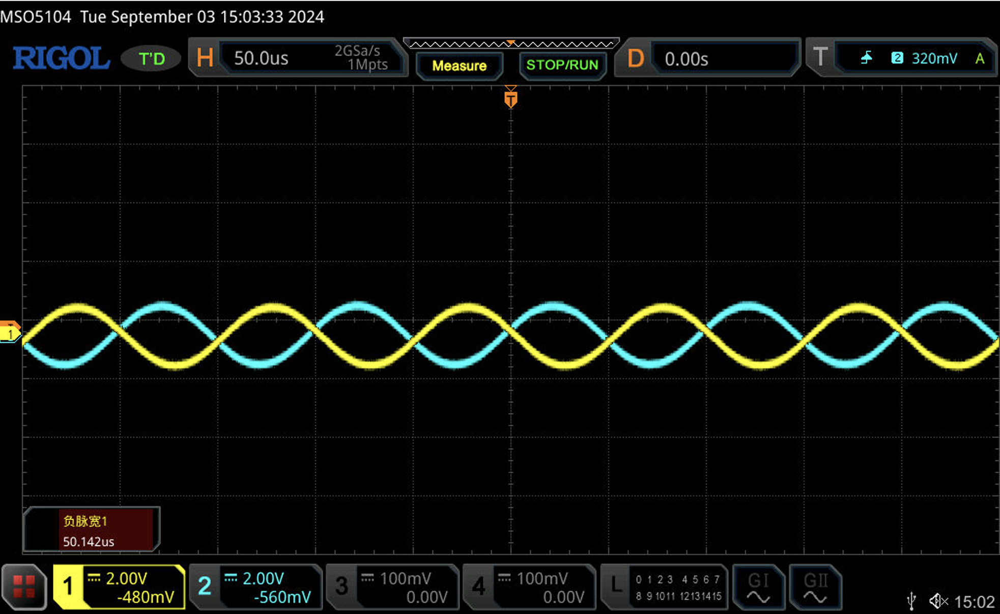 MSO5104 Tue September 03 15:03:33 2024
RIGOL T'D H 50.0us 2GSa/s 1Mpts Measure STOP/RUN D 0.00s T 2 320mV A
T
1
负脉宽1
50.142us
1 2.00V -480mV 2 2.00V -560mV 3 100mV 0.00V 4 100mV 0.00V L 0 1 2 3 4 5 6 7 GI GII
8 9 10 11 12 13 14 15
15:02